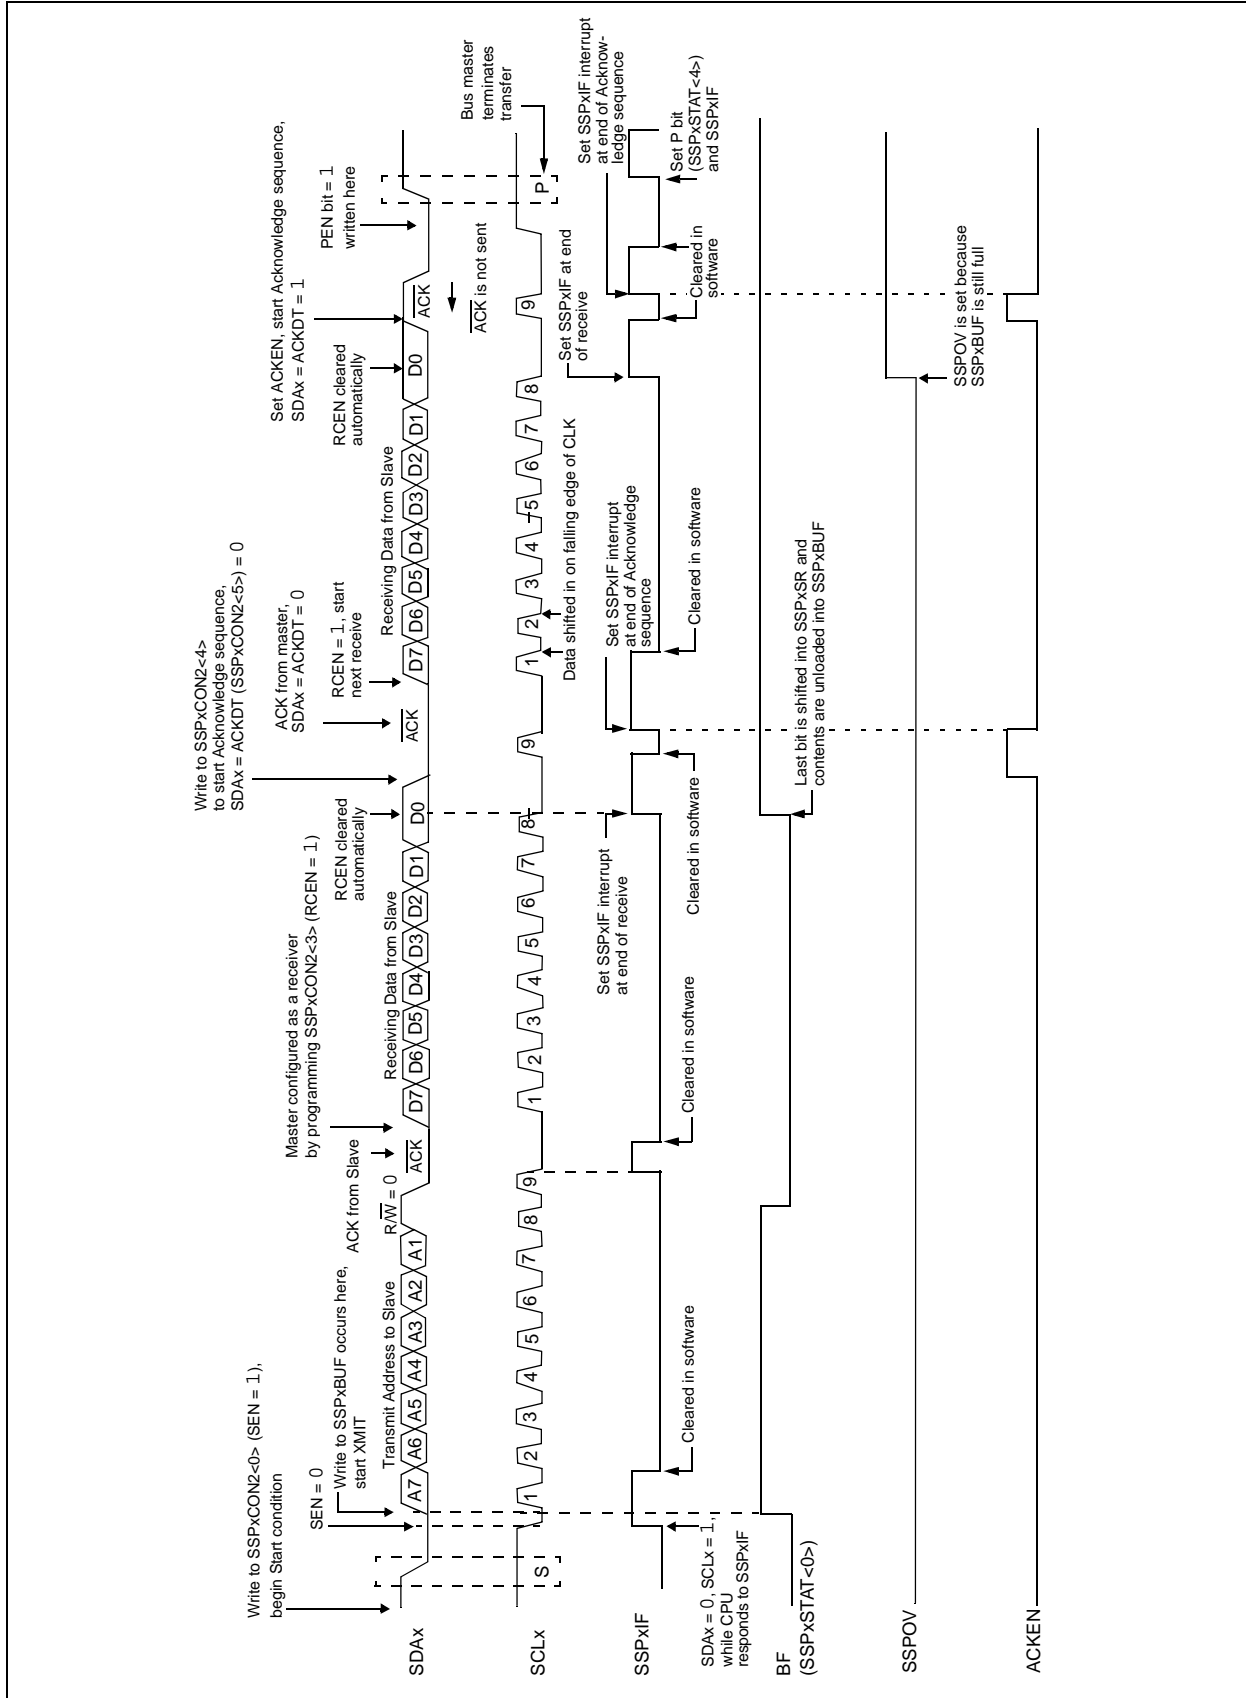 Write to SSPxCON2<0> (SEN = 1),
begin Start condition
SEN = 0
Write to SSPxBUF occurs here,
start XMIT
ACK from Slave
Master configured as a receiver
by programming SSPxCON2<3> (RCEN = 1)
RCEN cleared
automatically
Write to SSPxCON2<4>
to start Acknowledge sequence,
SDAx = ACKDT (SSPxCON2<5>) = 0
ACK from master,
SDAx = ACKDT = 0
RCEN = 1, start
next receive
RCEN cleared
automatically
Set ACKEN, start Acknowledge sequence,
SDAx = ACKDT = 1
PEN bit = 1
written here
Transmit Address to Slave
R/W = 0
Receiving Data from Slave
Receiving Data from Slave
SDAx
A7 A6 A5 A4 A3 A2 A1
ACK
D7 D6 D5 D4 D3 D2 D1 D0
ACK
D7 D6 D5 D4 D3 D2 D1 D0
ACK
ACK is not sent
Bus master
terminates
transfer
SCLx
S
1 2 3 4 5 6 7 8 9
1 2 3 4 5 6 7 8 9
1 2 3 4 5 6 7 8 9
P
Data shifted in on falling edge of CLK
Set SSPxIF interrupt
at end of receive
Set SSPxIF interrupt
at end of Acknowledge
sequence
Set SSPxIF at end
of receive
Set SSPxIF interrupt
at end of Acknow-
ledge sequence
SSPxIF
Cleared in software
Cleared in software
Cleared in software
Cleared in software
Cleared in
software
Set P bit
(SSPxSTAT<4>)
and SSPxIF
SDAx = 0, SCLx = 1,
while CPU
responds to SSPxIF
BF
(SSPxSTAT<0>)
Last bit is shifted into SSPxSR and
contents are unloaded into SSPxBUF
SSPOV
SSPOV is set because
SSPxBUF is still full
ACKEN